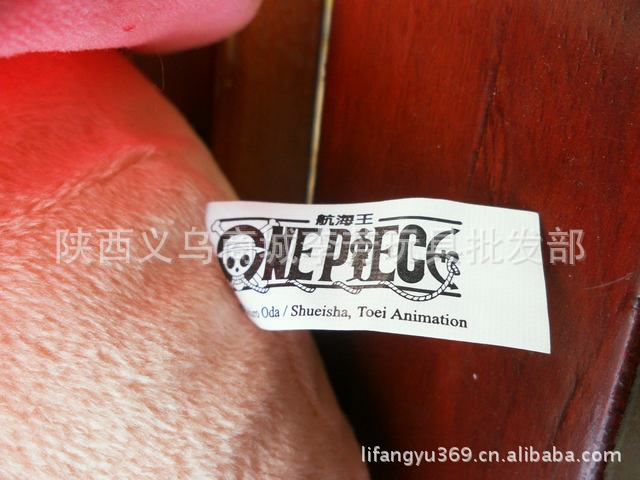 航海王
ONE PIECE
Oda / Shueisha, Toei Animation
陕西义乌
批发部
lifangyu369.cn.alibaba.com